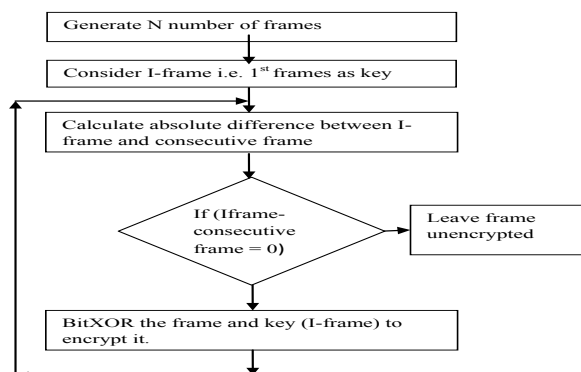 Generate N number of frames
Consider I-frame i.e. 1st frames as key
Calculate absolute difference between I-
frame and consecutive frame
If (Iframe-
consecutive
frame = 0)
Leave frame
unencrypted
BitXOR the frame and key (I-frame) to
encrypt it.